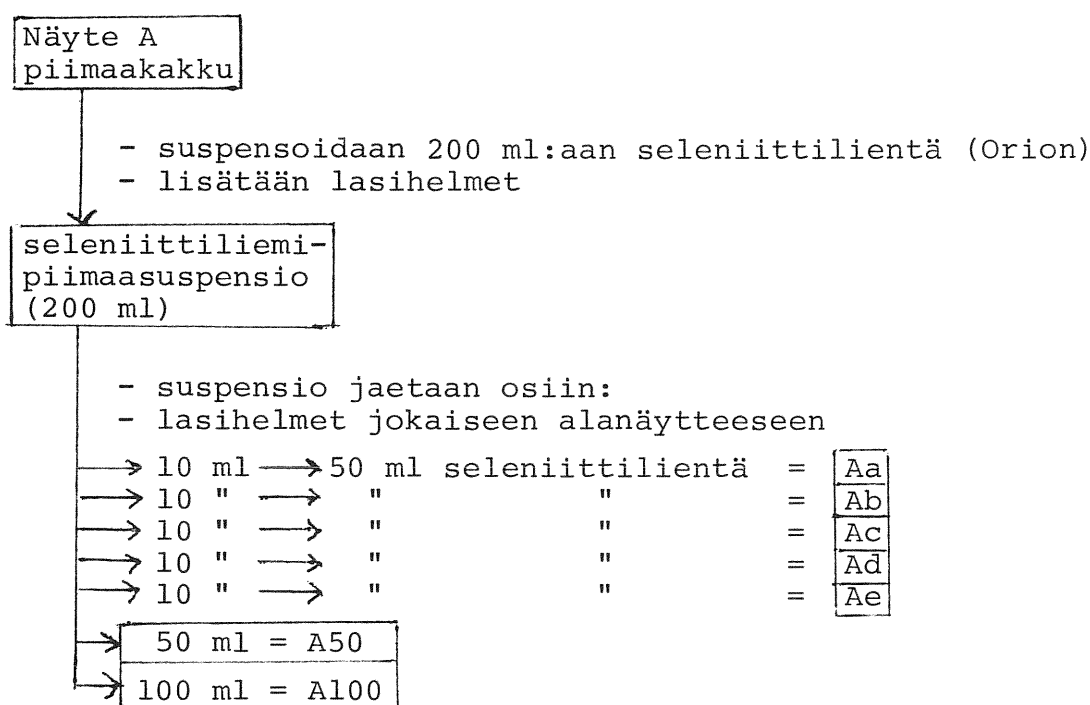 Näyte A
piimaakakku
- suspensoidaan 200 ml:aan seleniittilientä (Orion)
- lisätään lasihelmet
seleniittiliemi-
piimaasuspensio
(200 ml)
- suspensio jaetaan osiin:
- lasihelmet jokaiseen alanäytteeseen
10 ml 50 ml seleniittilientä = Aa
10 " " " = Ab
10 " " " = Ac
10 " " " = Ad
10 " " " = Ae
50 ml = A50
100 ml = A100